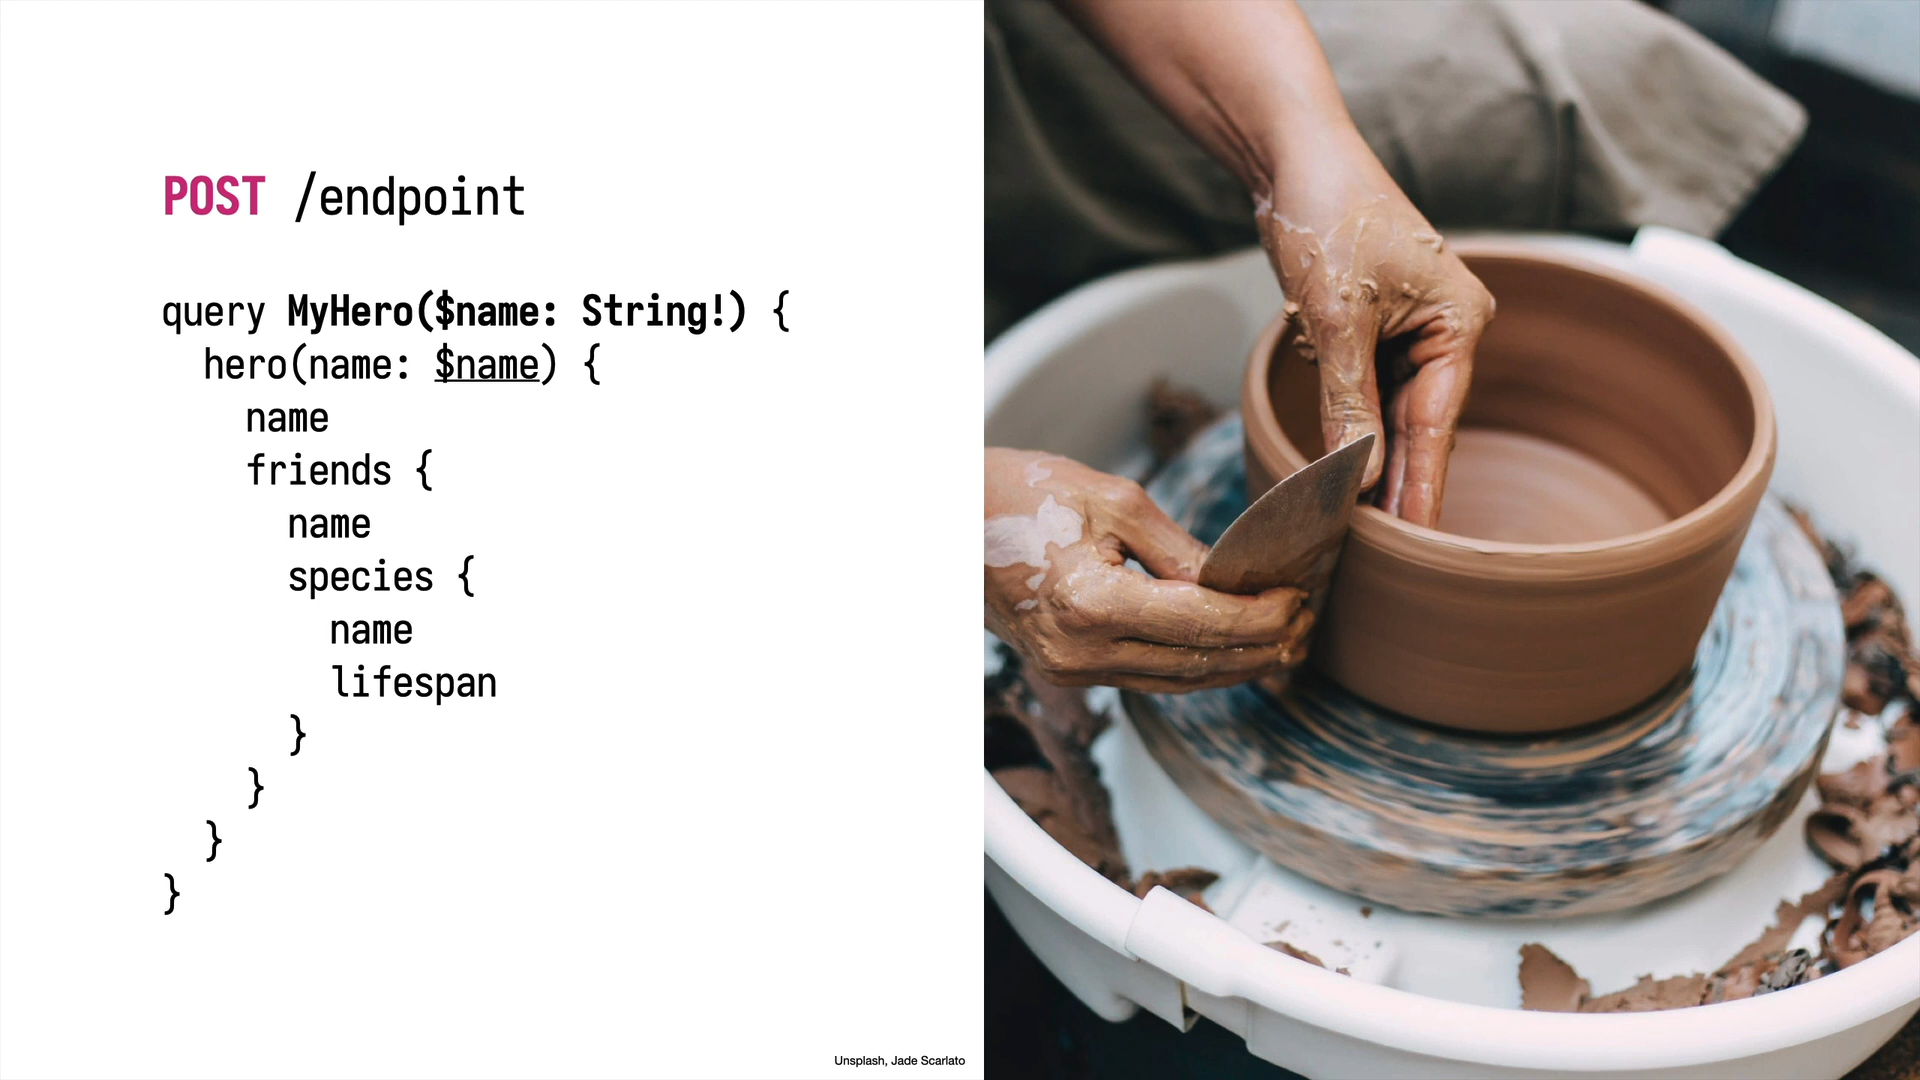 POST /endpoint
query MyHero($name: String!) {
  hero(name: $name) {
    name
    friends {
      name
      species {
        name
        lifespan
      }
    }
  }
}
Unsplash, Jade Scarlato